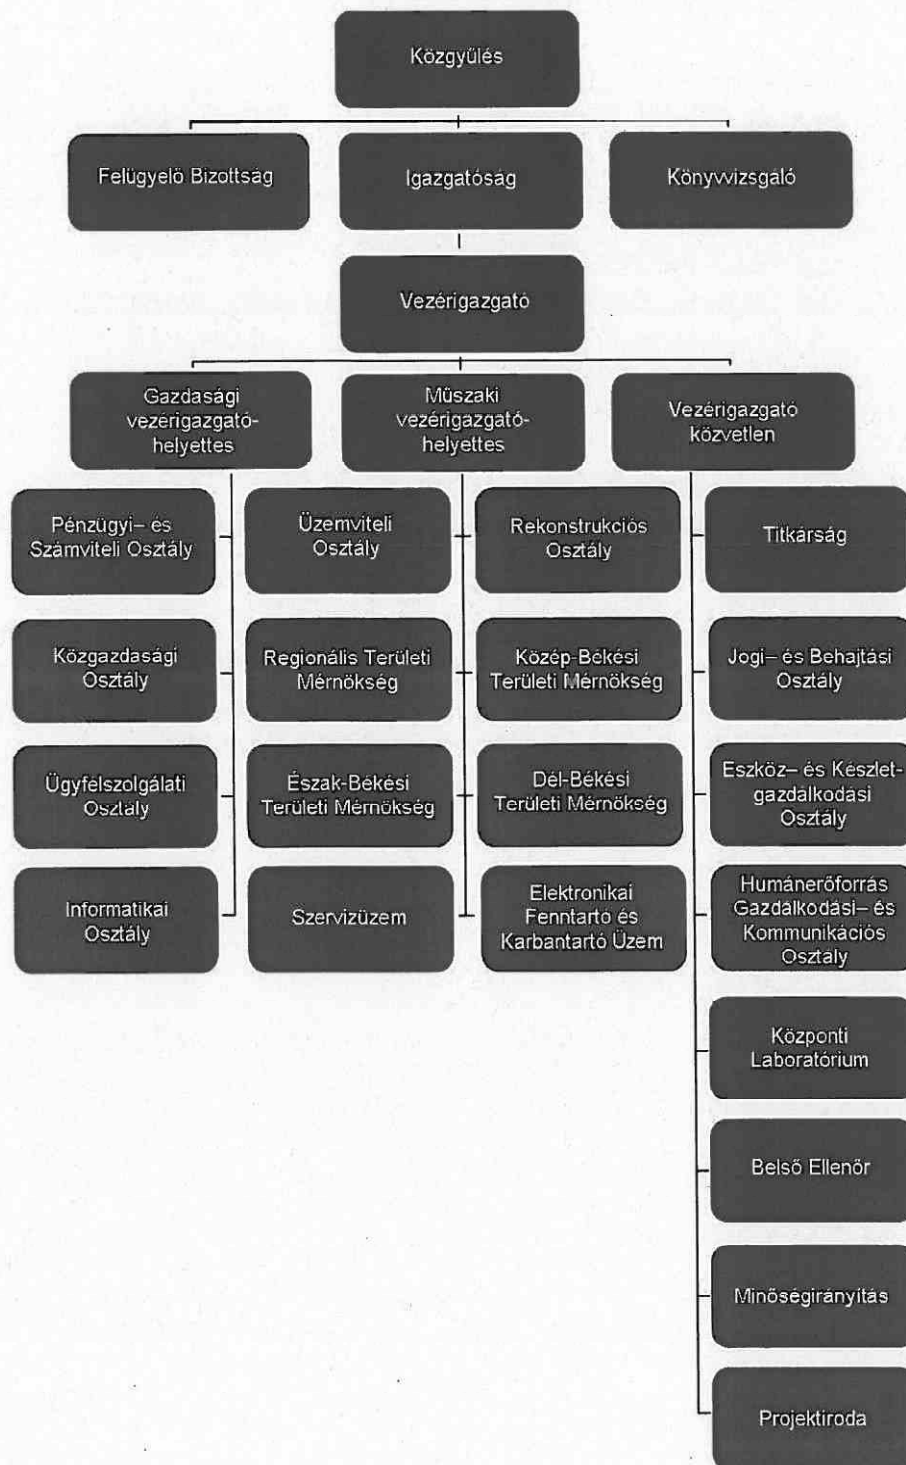 Közgyűlés
Felügyelő Bizottság
Igazgatóság
Könyvvizsgáló
Vezérigazgató
Gazdasági
vezérigazgató-
helyettes
Műszaki
vezérigazgató-
helyettes
Vezérigazgató
közvetlen
Pénzügyi– és
Számviteli Osztály
Üzemviteli
Osztály
Rekonstrukciós
Osztály
Titkárság
Közgazdasági
Osztály
Regionális Területi
Mérnökség
Közép-Békési
Területi Mérnökség
Jogi– és Behajtási
Osztály
Ügyfélszolgálati
Osztály
Észak-Békési
Területi Mérnökség
Dél-Békési
Területi Mérnökség
Eszköz– és Készlet-
gazdálkodási
Osztály
Informatikai
Osztály
Szervizüzem
Elektronikai
Fenntartó és
Karbantartó Üzem
Humánerőforrás
Gazdálkodási– és
Kommunikációs
Osztály
Központi
Laboratórium
Belső Ellenőr
Minőségirányítás
Projektiroda